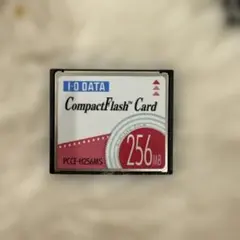 I·O DATA
CompactFlash™ Card
256MB
PCCF-H256MS